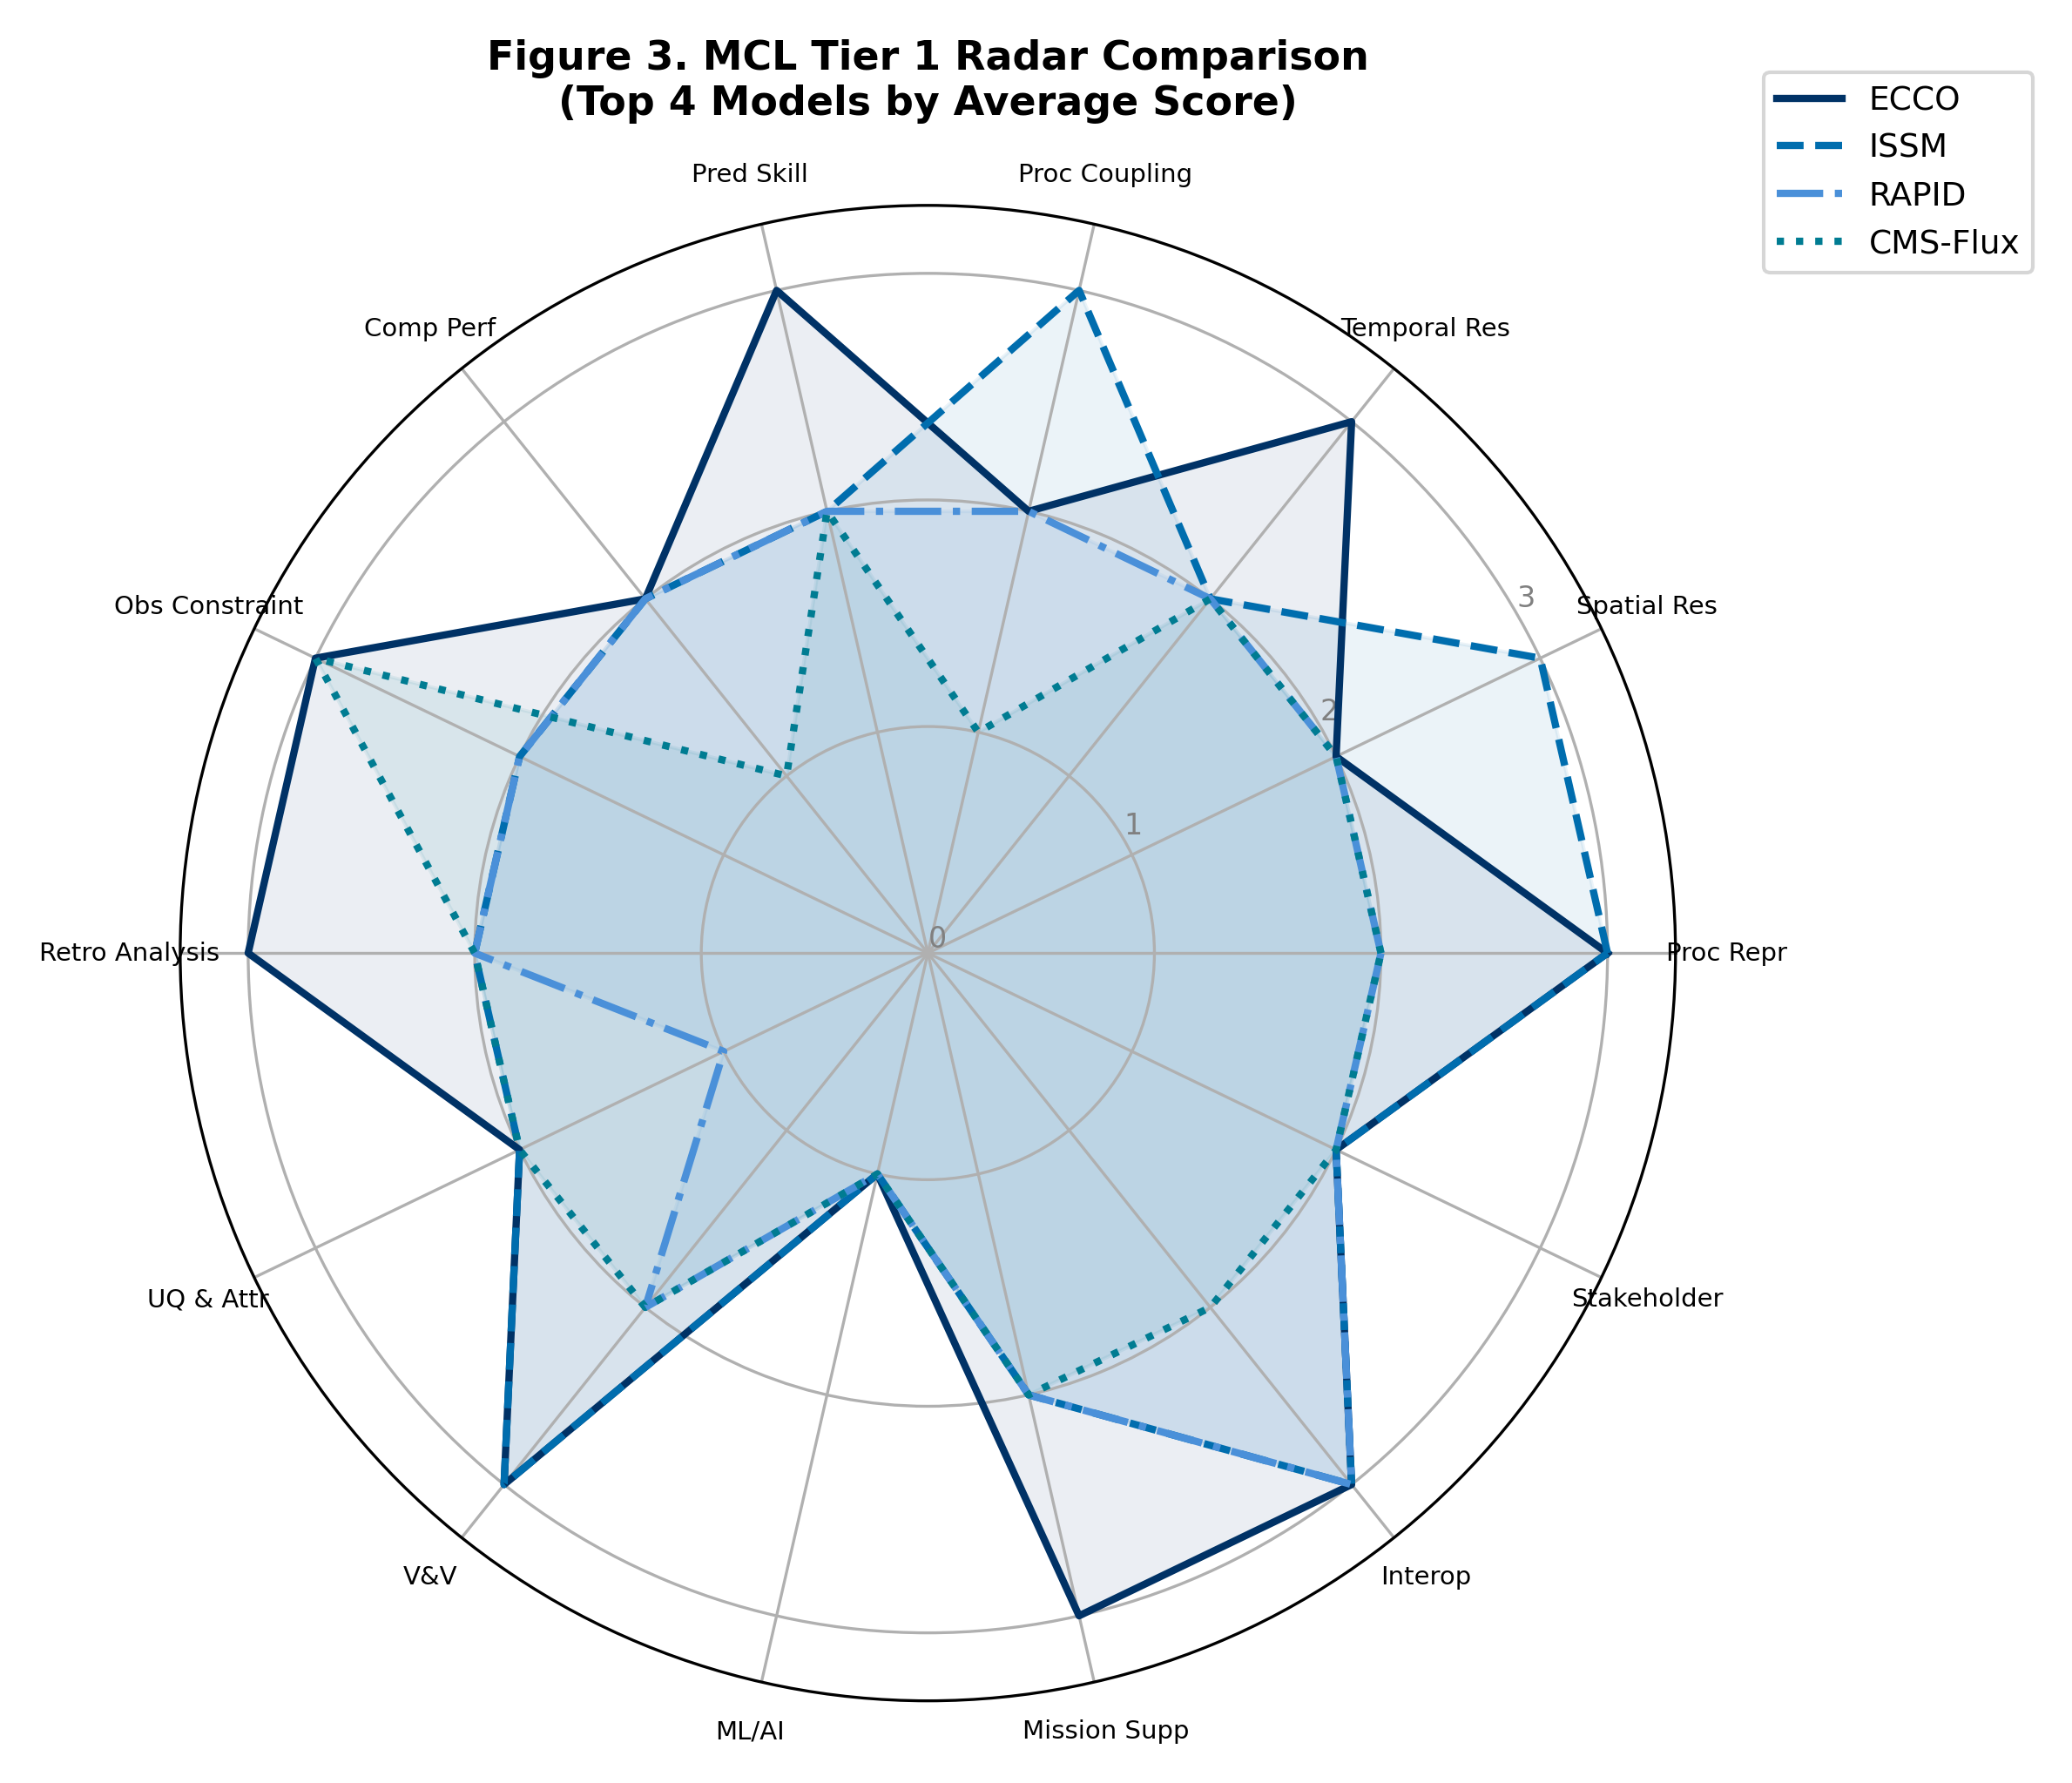 Figure 3. MCL Tier 1 Radar Comparison
(Top 4 Models by Average Score)
ECCO
ISSM
RAPID
CMS-Flux
Pred Skill
Proc Coupling
Comp Perf
Temporal Res
Obs Constraint
3
Spatial Res
2
1
0
Retro Analysis
Proc Repr
UQ & Attr
Stakeholder
V&V
Interop
ML/AI
Mission Supp